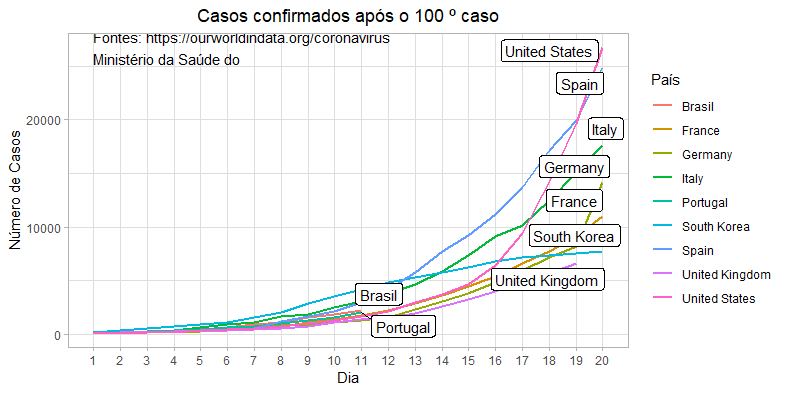 Casos confirmados após o 100 º caso
Fontes: https://ourworldindata.org/coronavirus
Ministério da Saúde do
Número de Casos
20000
10000
0
United States
Spain
Italy
Germany
France
South Korea
United Kingdom
Brasil
Portugal
1 2 3 4 5 6 7 8 9 10 11 12 13 14 15 16 17 18 19 20
Dia
País
Brasil
France
Germany
Italy
Portugal
South Korea
Spain
United Kingdom
United States